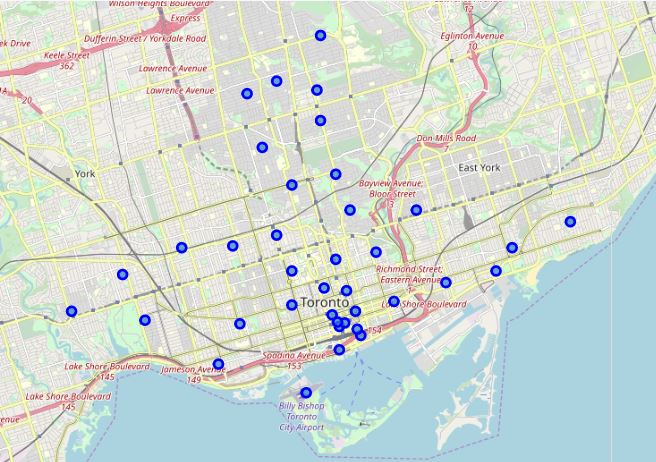 Wilson Heights Boulevard
Express
Dufferin Street / Yorkdale Road
ek Drive
Keele Street
362
Eglinton Avenue
10
Lawrence Avenue
Lawrence Avenue
20
Don Mills Road
7
York
East York
Bayview Avenue;
Bloor Street
3
Richmond Street;
Eastern Avenue
Toronto
Lake Shore Boulevard
154
Spadina Avenue
153
Lake Shore Boulevard
145
Jameson Avenue
149
Lake Shore Boulevard
145
enue
Billy Bishop
Toronto
City Airport